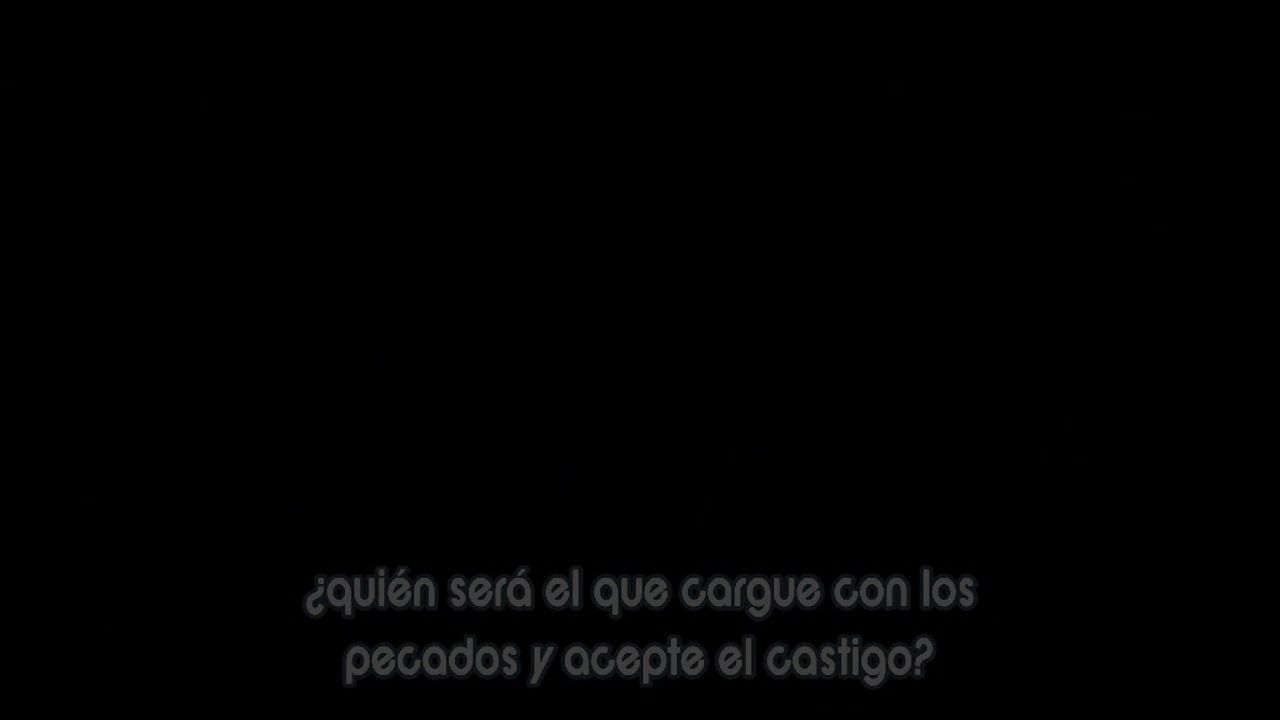 ¿quién será el que cargue con los
pecados y acepte el castigo?